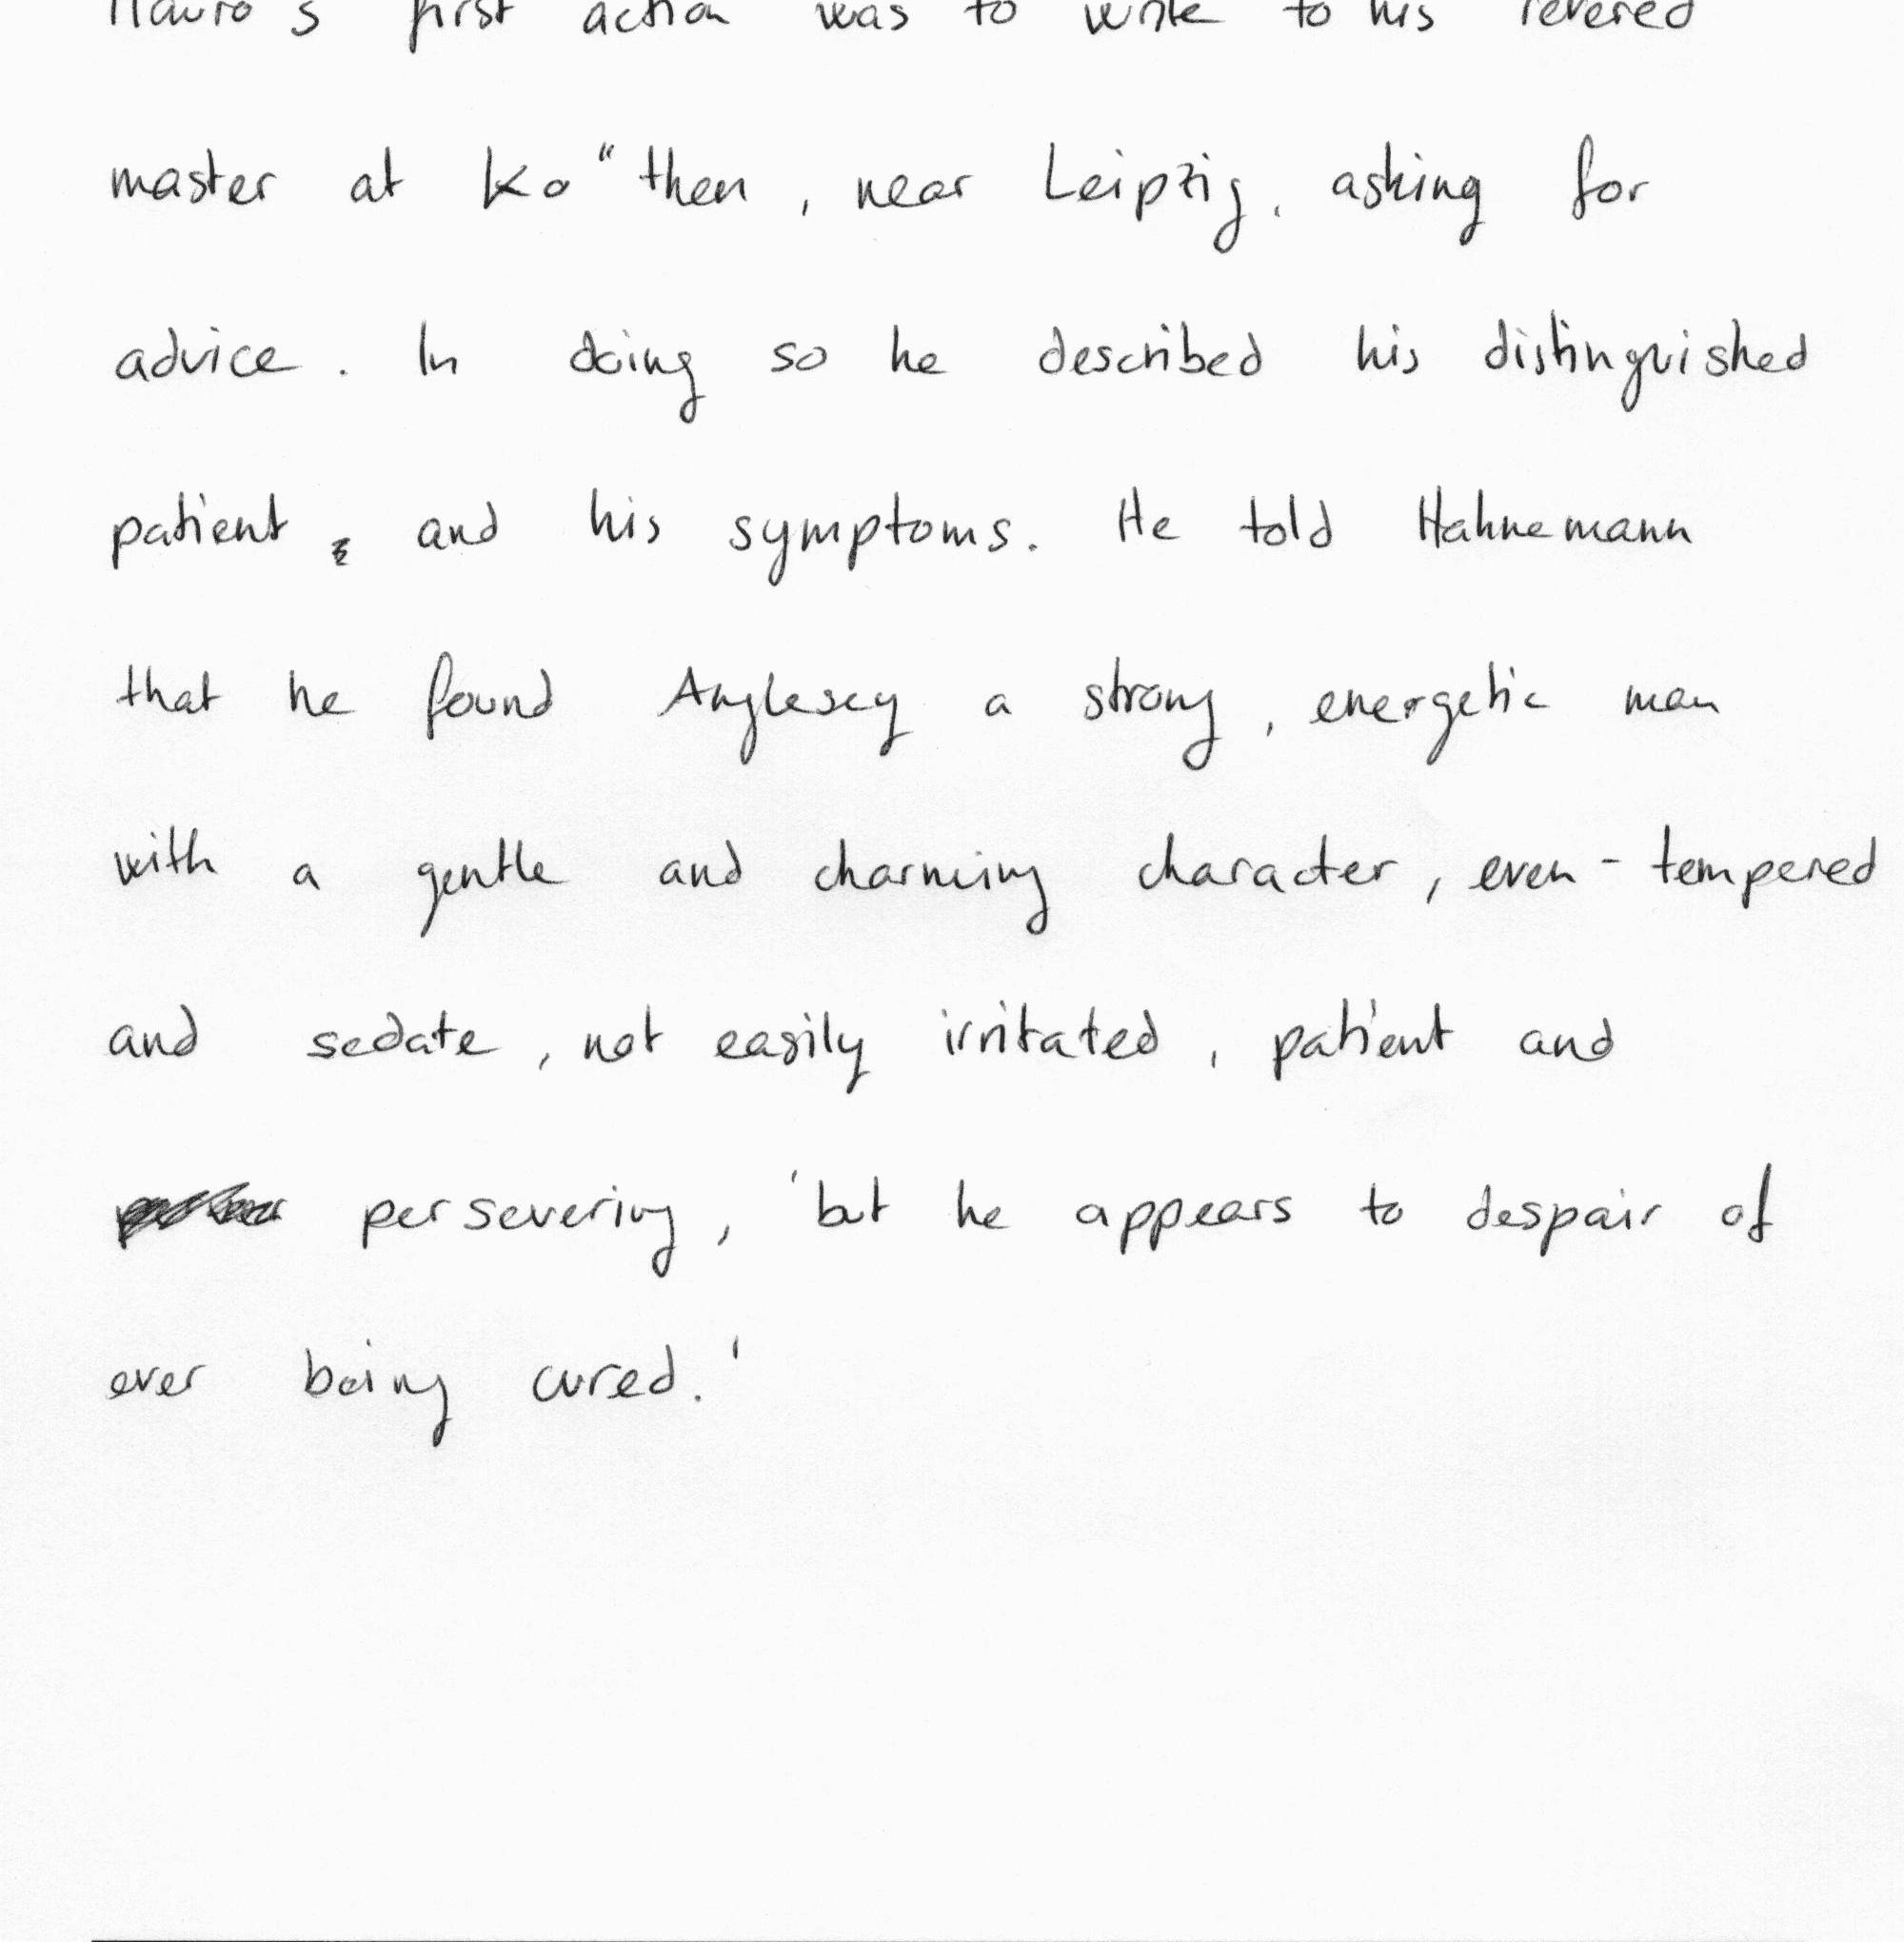 Mauro's first action was to write to his revered
master at Ko"then, near Leipzig, asking for
advice. In doing so he described his distinguished
patient, and his symptoms. He told Hahnemann
that he found Anglesey a strong, energetic man
with a gentle and charming character, even-tempered
and sedate, not easily irritated, patient and
persevering, 'but he appears to despair of
ever being cured.'